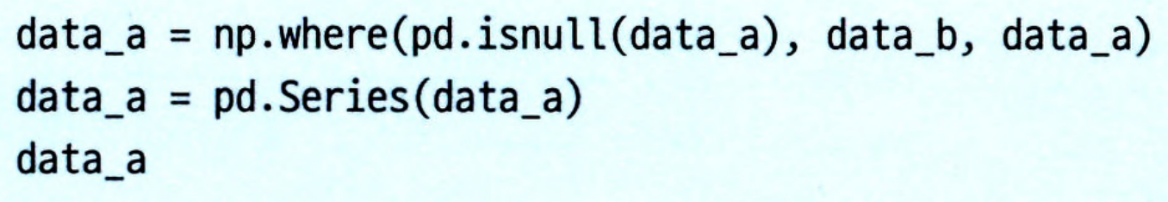 data_a = np.where(pd.isnull(data_a), data_b, data_a)
data_a = pd.Series(data_a)
data_a